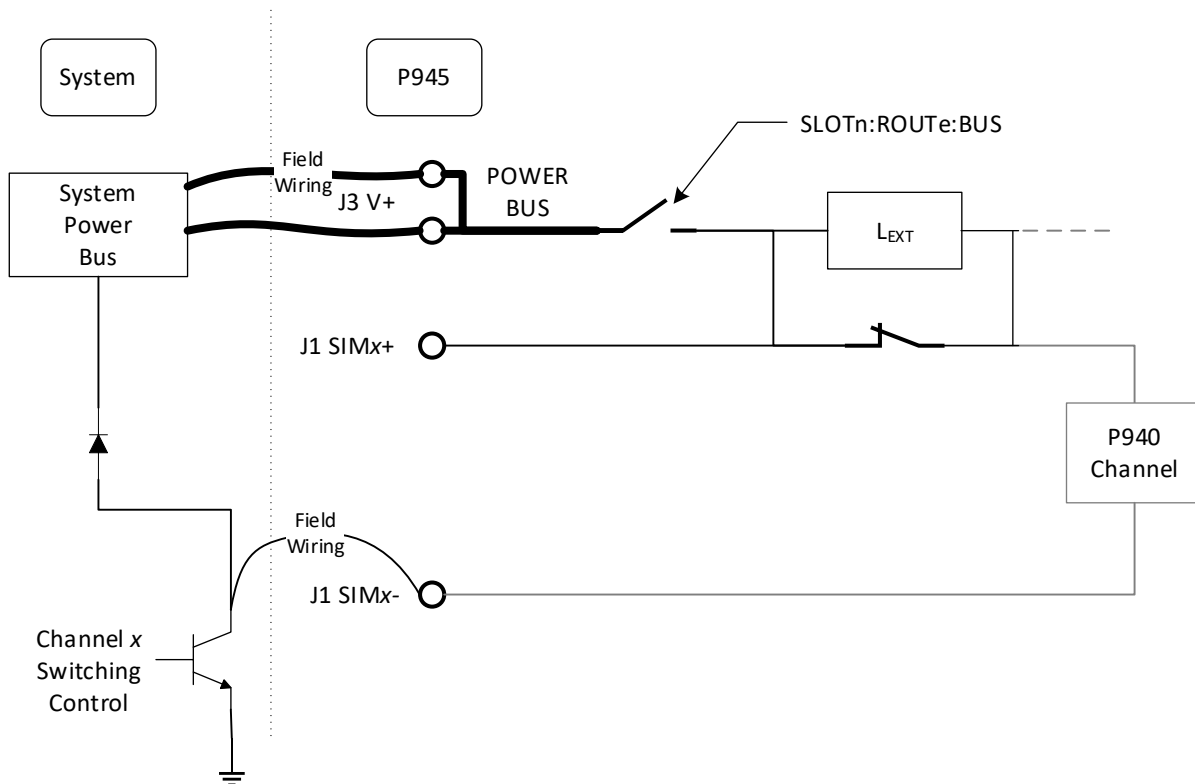 System
P945
SLOTn:ROUTe:BUS
Field
Wiring
J3 V+
POWER
BUS
System
Power
Bus
LEXT
J1 SIMx+
P940
Channel
Field
Wiring
J1 SIMx-
Channel x
Switching
Control